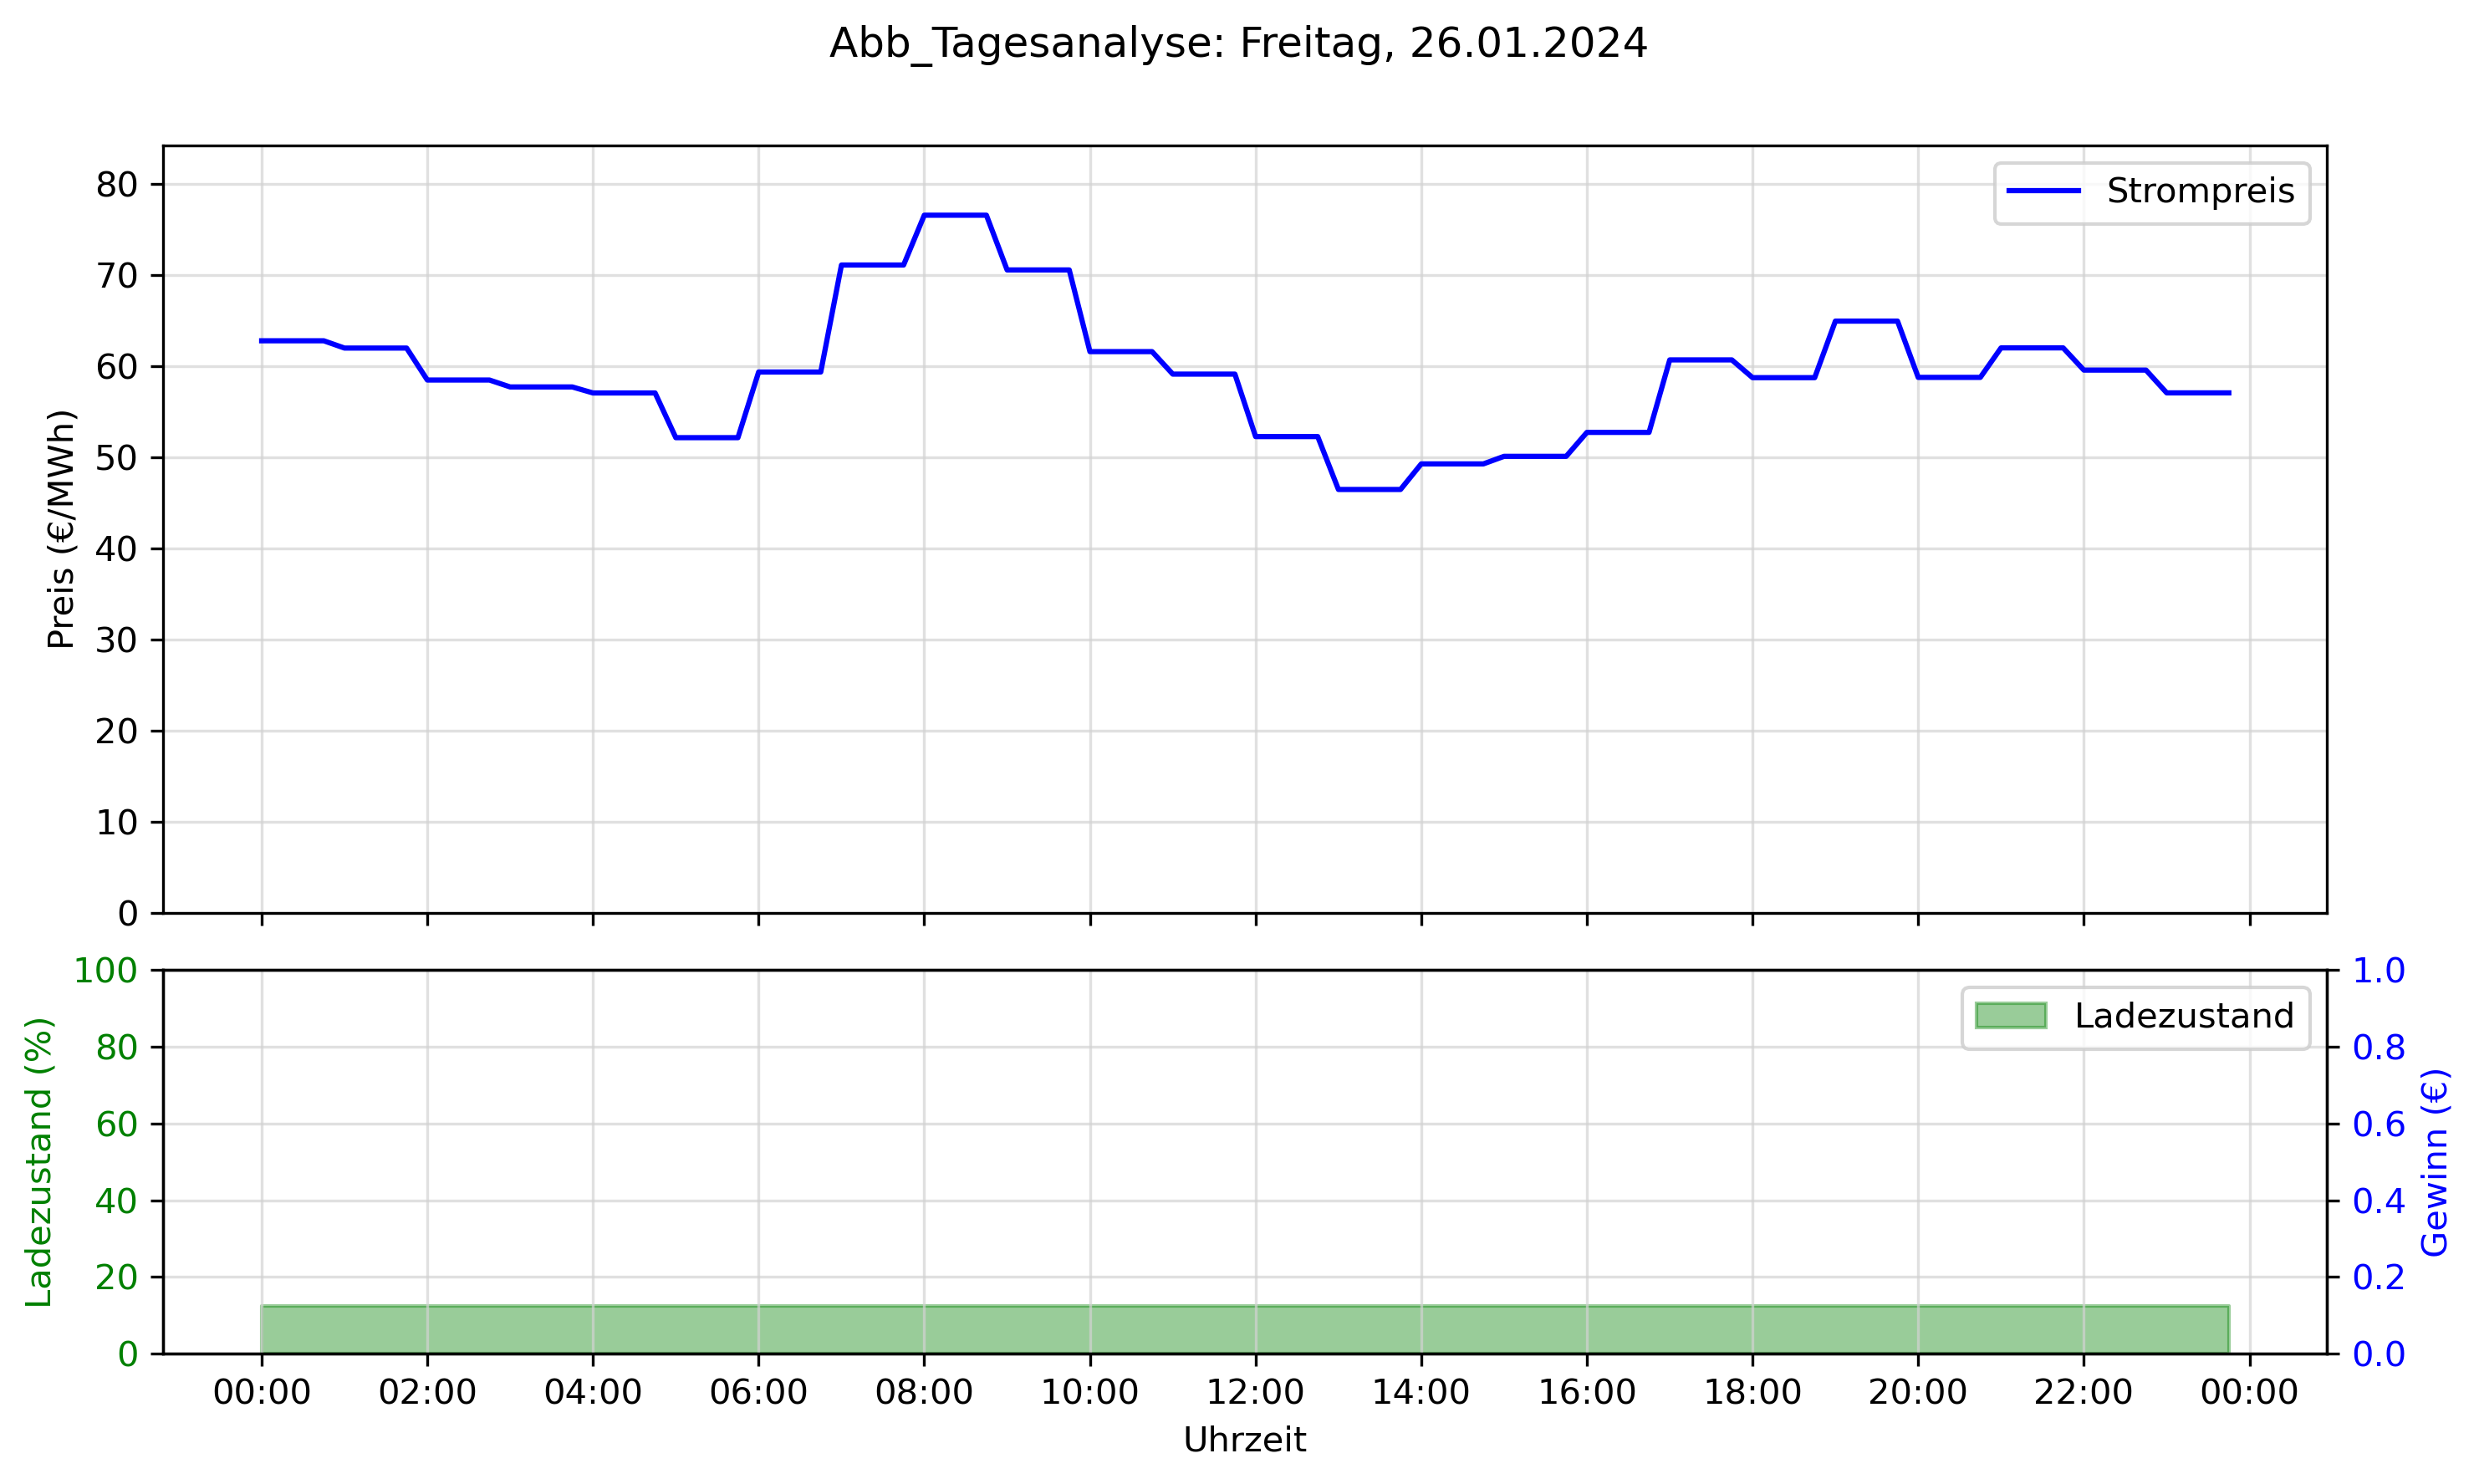 Abb_Tagesanalyse: Freitag, 26.01.2024
Strompreis
Preis (€/MWh)
80
70
60
50
40
30
20
10
0
Ladezustand
Ladezustand (%)
100
80
60
40
20
0
Gewinn (€)
1.0
0.8
0.6
0.4
0.2
0.0
00:00 02:00 04:00 06:00 08:00 10:00 12:00 14:00 16:00 18:00 20:00 22:00 00:00
Uhrzeit